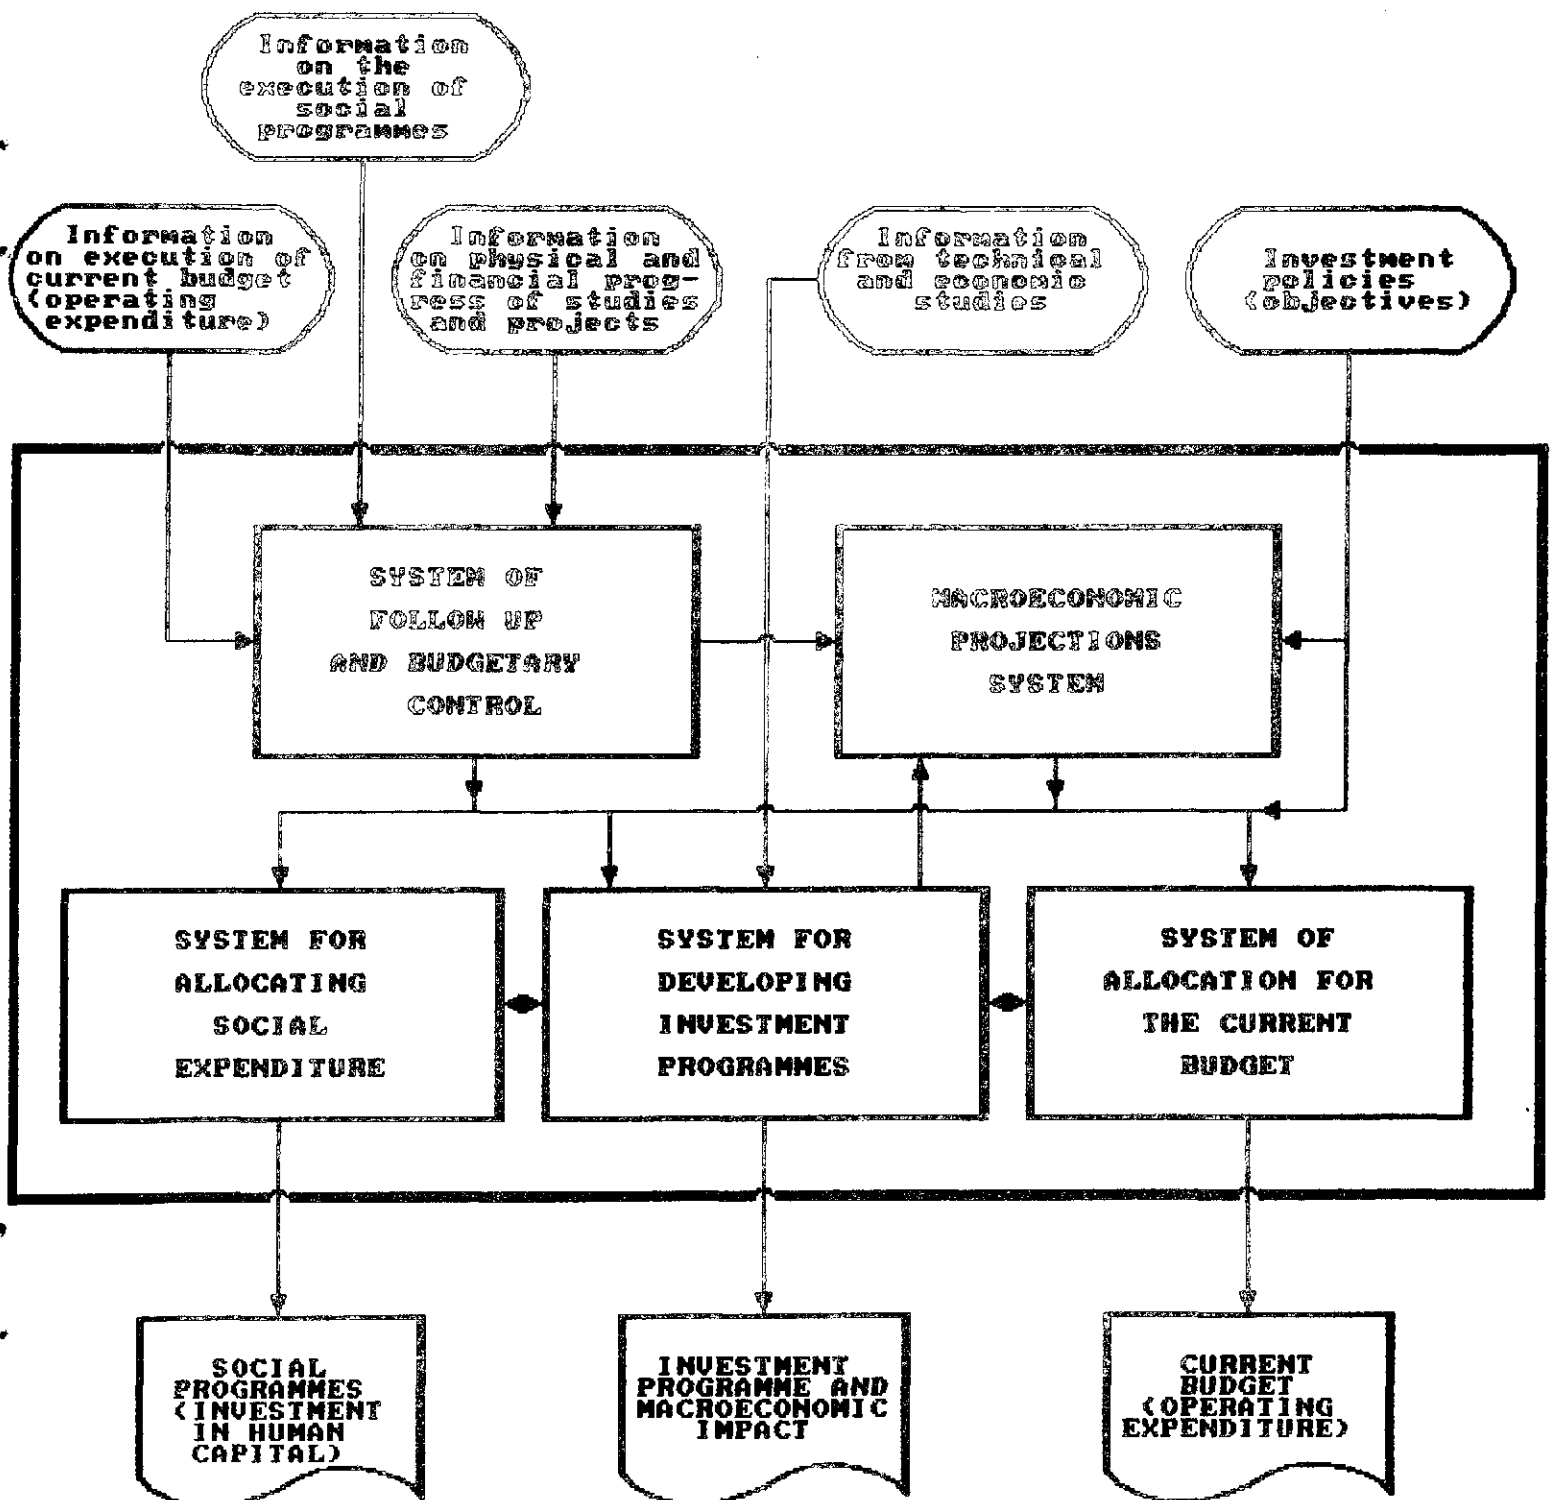 Information
on the
execution of
social
programmes
Information
on execution of
current budget
(operating
expenditure)
Information
on physical and
financial prog-
ress of studies
and projects
Information
from technical
and economic
studies
Investment
policies
(objectives)
SYSTEM OF
FOLLOW UP
AND BUDGETARY
CONTROL
MACROECONOMIC
PROJECTIONS
SYSTEM
SYSTEM FOR
ALLOCATING
SOCIAL
EXPENDITURE
SYSTEM FOR
DEVELOPING
INVESTMENT
PROGRAMMES
SYSTEM OF
ALLOCATION FOR
THE CURRENT
BUDGET
SOCIAL
PROGRAMMES
(INVESTMENT
IN HUMAN
CAPITAL)
INVESTMENT
PROGRAMME AND
MACROECONOMIC
IMPACT
CURRENT
BUDGET
(OPERATING
EXPENDITURE)